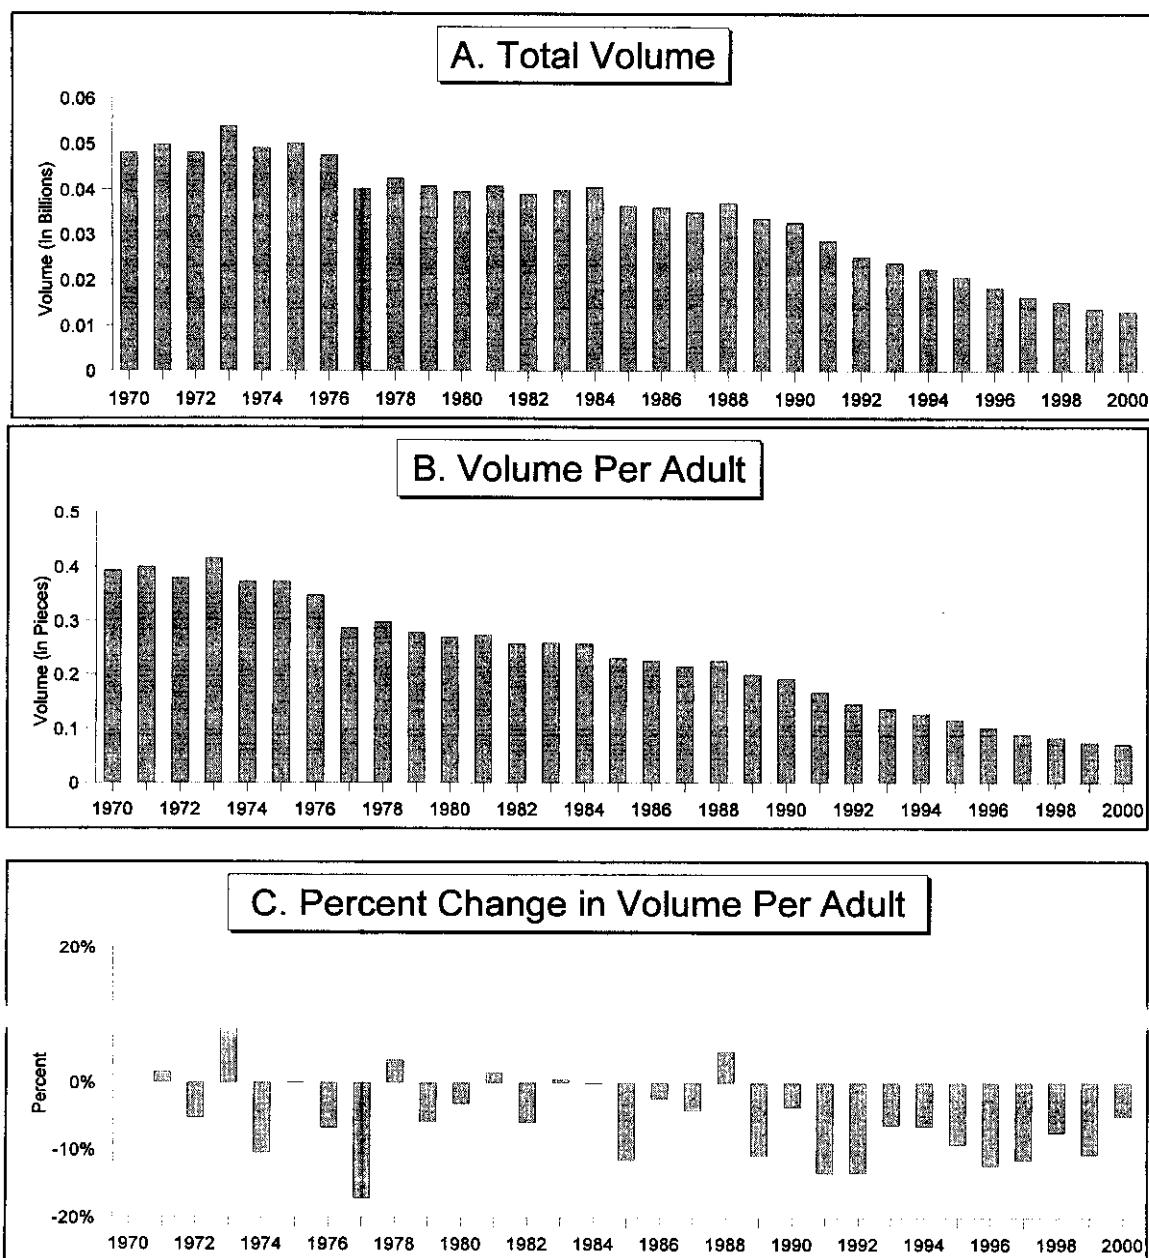 A. Total Volume
Volume (In Billions)
0.06
0.05
0.04
0.03
0.02
0.01
0
1970 1972 1974 1976 1978 1980 1982 1984 1986 1988 1990 1992 1994 1996 1998 2000
B. Volume Per Adult
Volume (In Pieces)
0.5
0.4
0.3
0.2
0.1
0
1970 1972 1974 1976 1978 1980 1982 1984 1986 1988 1990 1992 1994 1996 1998 2000
C. Percent Change in Volume Per Adult
Percent
20%
0%
-10%
-20%
1970 1972 1974 1976 1978 1980 1982 1984 1986 1988 1990 1992 1994 1996 1998 2000